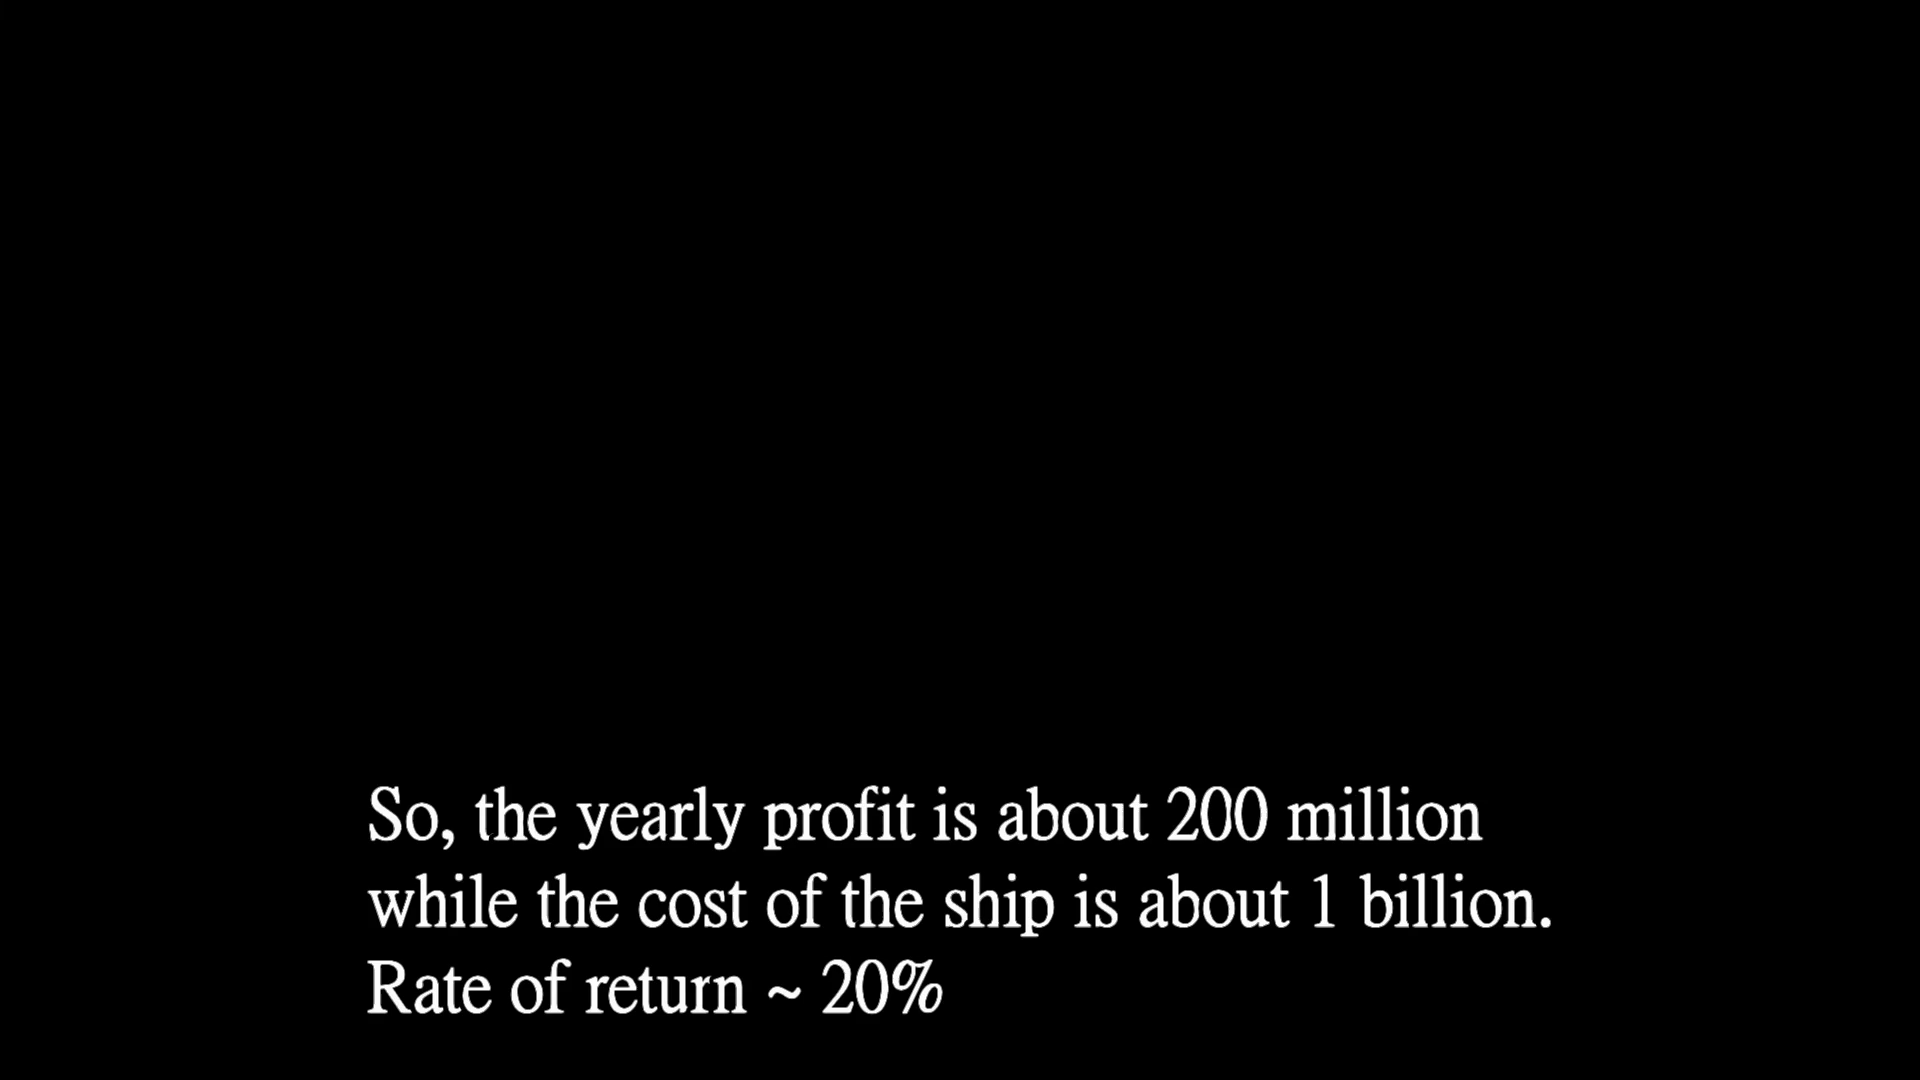 So, the yearly profit is about 200 million
while the cost of the ship is about 1 billion.
Rate of return ~ 20%